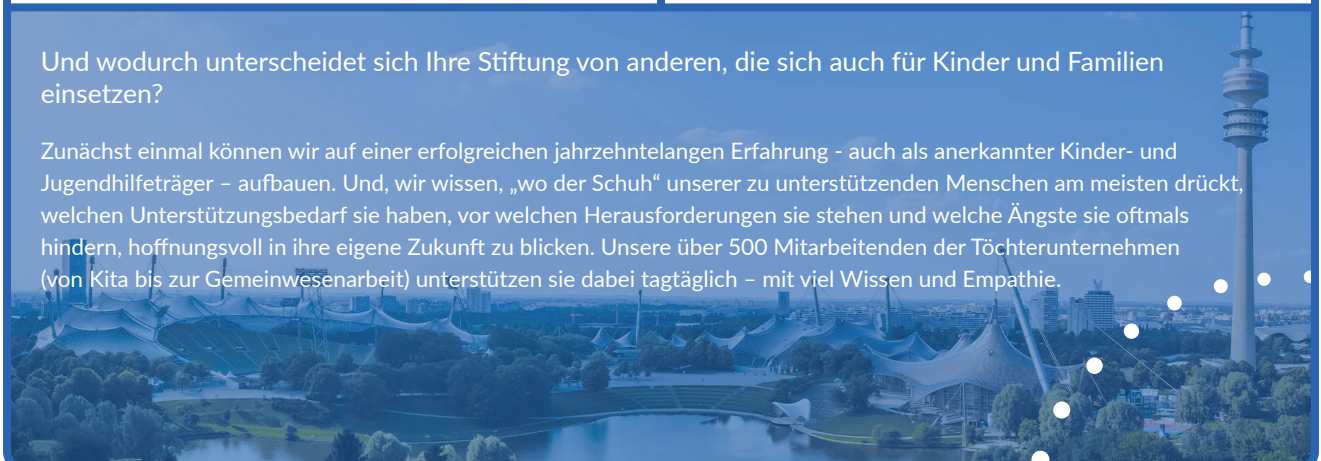 Und wodurch unterscheidet sich Ihre Stiftung von anderen, die sich auch für Kinder und Familien
einsetzen?
Zunächst einmal können wir auf einer erfolgreichen jahrzehntelangen Erfahrung - auch als anerkannter Kinder- und
Jugendhilfeträger – aufbauen. Und, wir wissen, „wo der Schuh“ unserer zu unterstützenden Menschen am meisten drückt,
welchen Unterstützungsbedarf sie haben, vor welchen Herausforderungen sie stehen und welche Ängste sie oftmals
hindern, hoffnungsvoll in ihre eigene Zukunft zu blicken. Unsere über 500 Mitarbeitenden der Töchterunternehmen
(von Kita bis zur Gemeinwesenarbeit) unterstützen sie dabei tagtäglich – mit viel Wissen und Empathie.